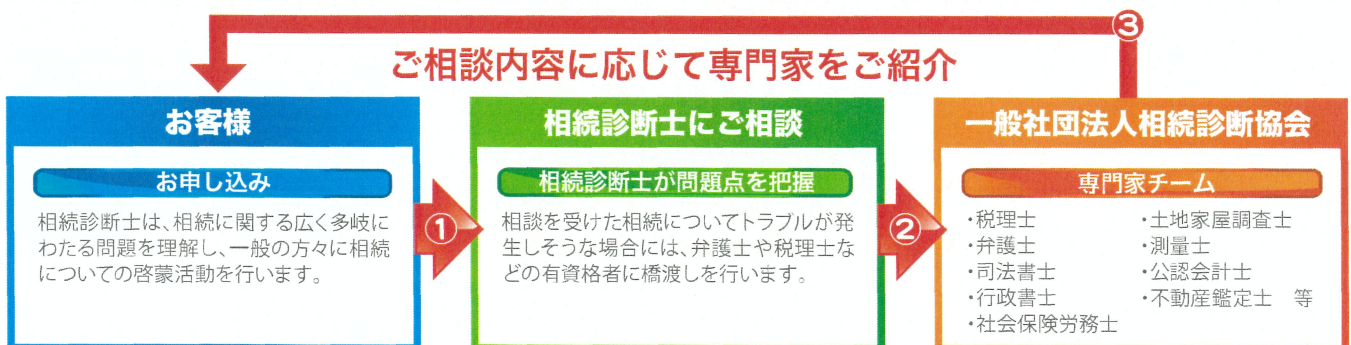 ③
ご相談内容に応じて専門家をご紹介
お客様
お申し込み
相続診断士は、相続に関する広く多岐に
わたる問題を理解し、一般の方々に相続
についての啓蒙活動を行います。
①
相続診断士にご相談
相続診断士が問題点を把握
相談を受けた相続についてトラブルが発
生しそうな場合には、弁護士や税理士な
どの有資格者に橋渡しを行います。
②
一般社団法人相続診断協会
専門家チーム
・税理士
・弁護士
・司法書士
・行政書士
・社会保険労務士
・土地家屋調査士
・測量士
・公認会計士
・不動産鑑定士　等